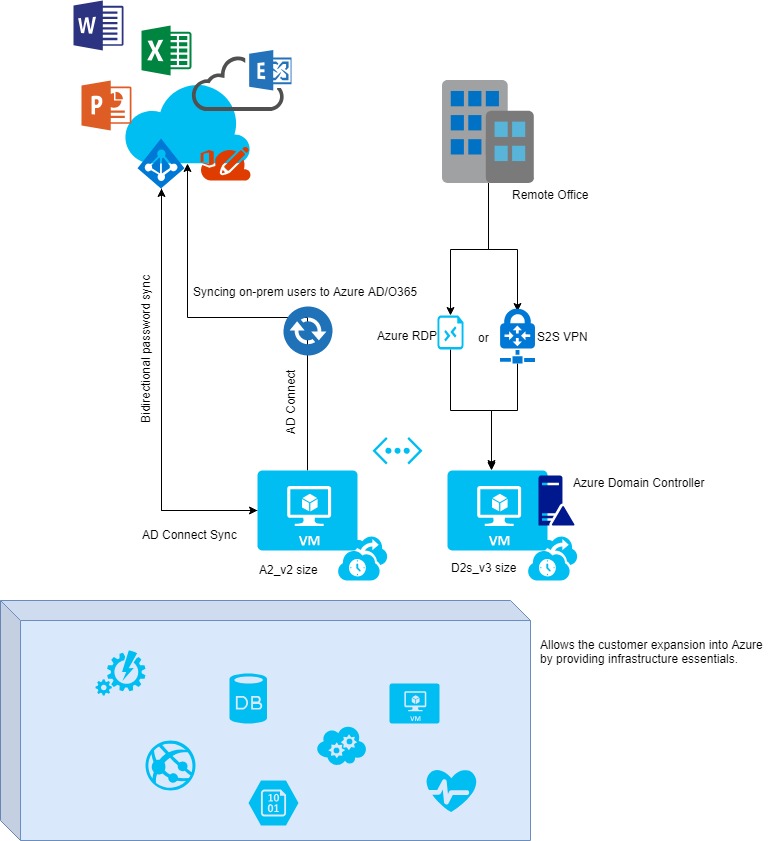 W
X
E
P
Remote Office
Syncing on-prem users to Azure AD/O365
Azure RDP
or
S2S VPN
Bidirectional password sync
AD Connect
Azure Domain Controller
VM
VM
AD Connect Sync
A2_v2 size
D2s_v3 size
Allows the customer expansion into Azure
by providing infrastructure essentials.
DB
VM
10
01